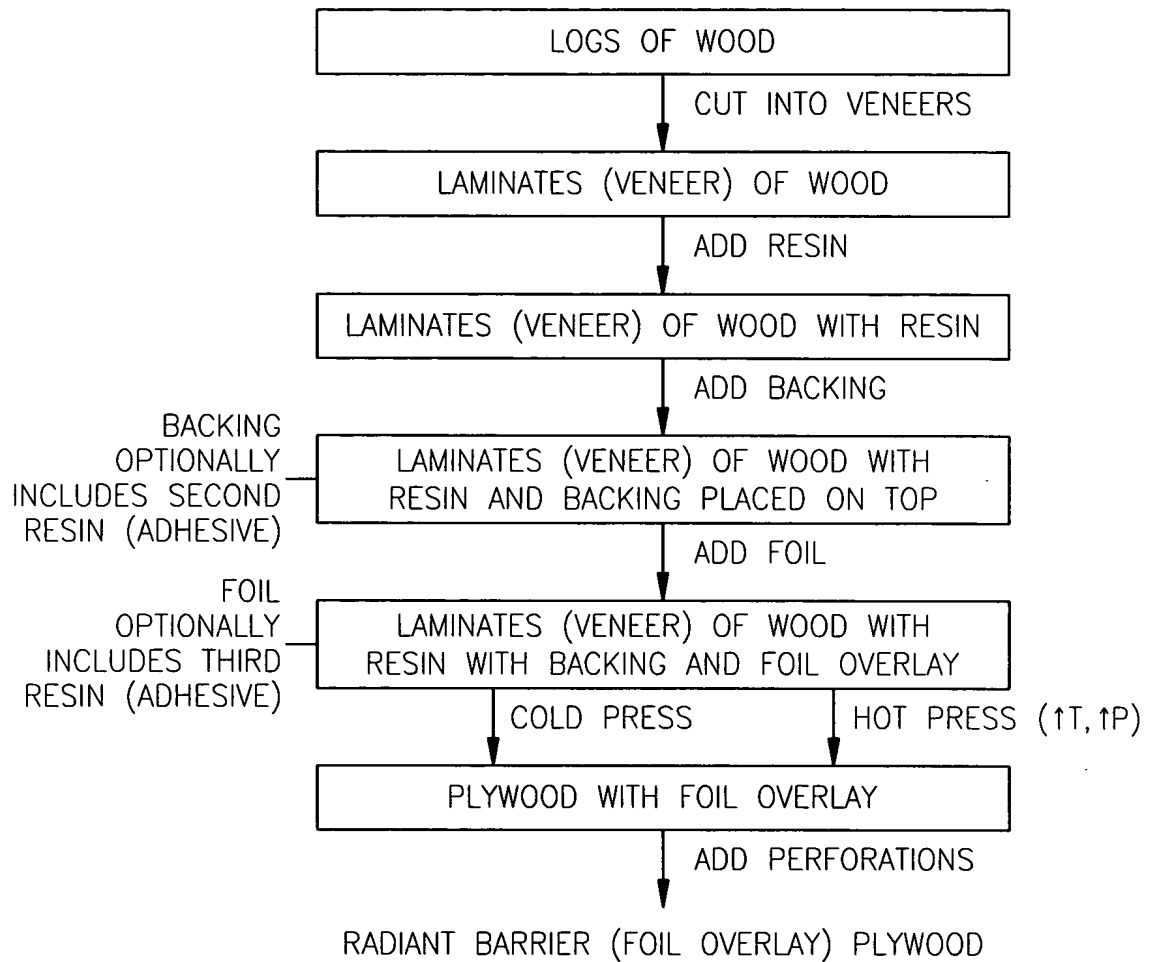 LOGS OF WOOD
CUT INTO VENEERS
LAMINATES (VENEER) OF WOOD
ADD RESIN
LAMINATES (VENEER) OF WOOD WITH RESIN
ADD BACKING
BACKING
OPTIONALLY
INCLUDES SECOND
RESIN (ADHESIVE)
LAMINATES (VENEER) OF WOOD WITH
RESIN AND BACKING PLACED ON TOP
ADD FOIL
FOIL
OPTIONALLY
INCLUDES THIRD
RESIN (ADHESIVE)
LAMINATES (VENEER) OF WOOD WITH
RESIN WITH BACKING AND FOIL OVERLAY
COLD PRESS
HOT PRESS (↑T,↑P)
PLYWOOD WITH FOIL OVERLAY
ADD PERFORATIONS
RADIANT BARRIER (FOIL OVERLAY) PLYWOOD